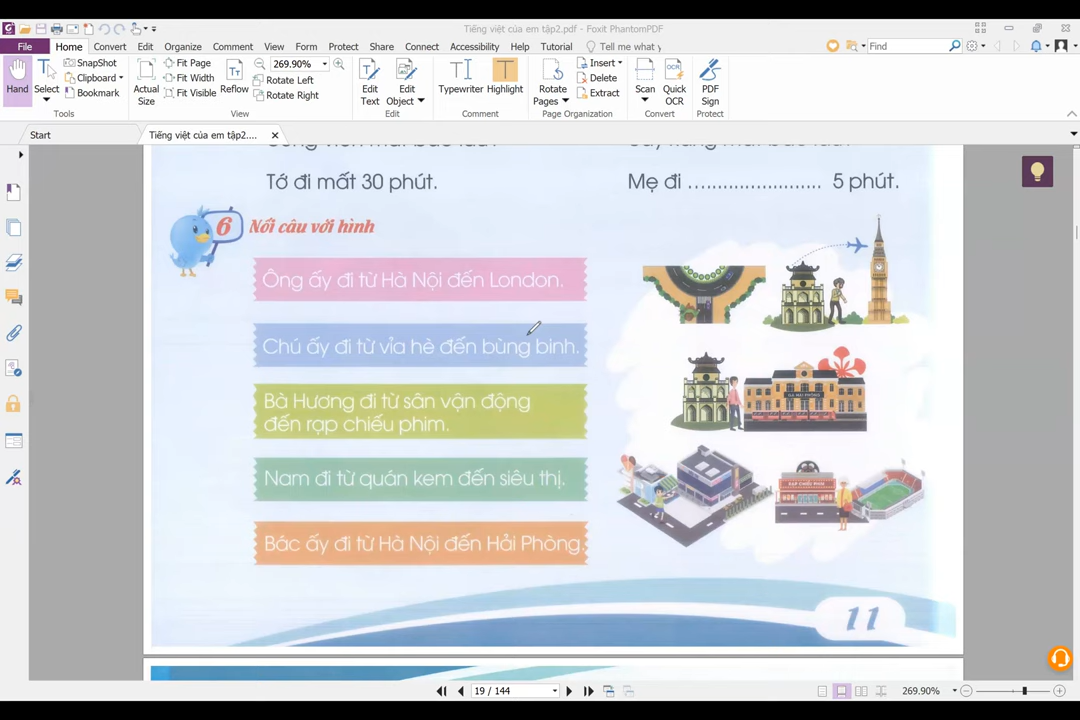 Tiếng việt của em tập2.pdf - Foxit PhantomPDF
File Home Convert Edit Organize Comment View Form Protect Share Connect Accessibility Help Tutorial Tell me what y Find
Hand
Select
SnapShot
Clipboard
Bookmark
Actual Size
Fit Page
Fit Width
Fit Visible
Reflow
269.90%
Rotate Left
Rotate Right
Edit Text
Edit Object
Typewriter
Highlight
Rotate Pages
Insert
Delete
Extract
Scan
Quick OCR
PDF Sign
Tools View Edit Comment Page Organization Convert Protect
Start Tiếng việt của em tập2....
Tớ đi mất 30 phút. Mẹ đi ........................ 5 phút.
6 Nối câu với hình
Ông ấy đi từ Hà Nội đến London.
Chú ấy đi từ vỉa hè đến bùng binh.
Bà Hương đi từ sân vận động
đến rạp chiếu phim.
Nam đi từ quán kem đến siêu thị.
Bác ấy đi từ Hà Nội đến Hải Phòng.
GA HẢI PHÒNG
RẠP CHIẾU PHIM
11
19 / 144 269.90%